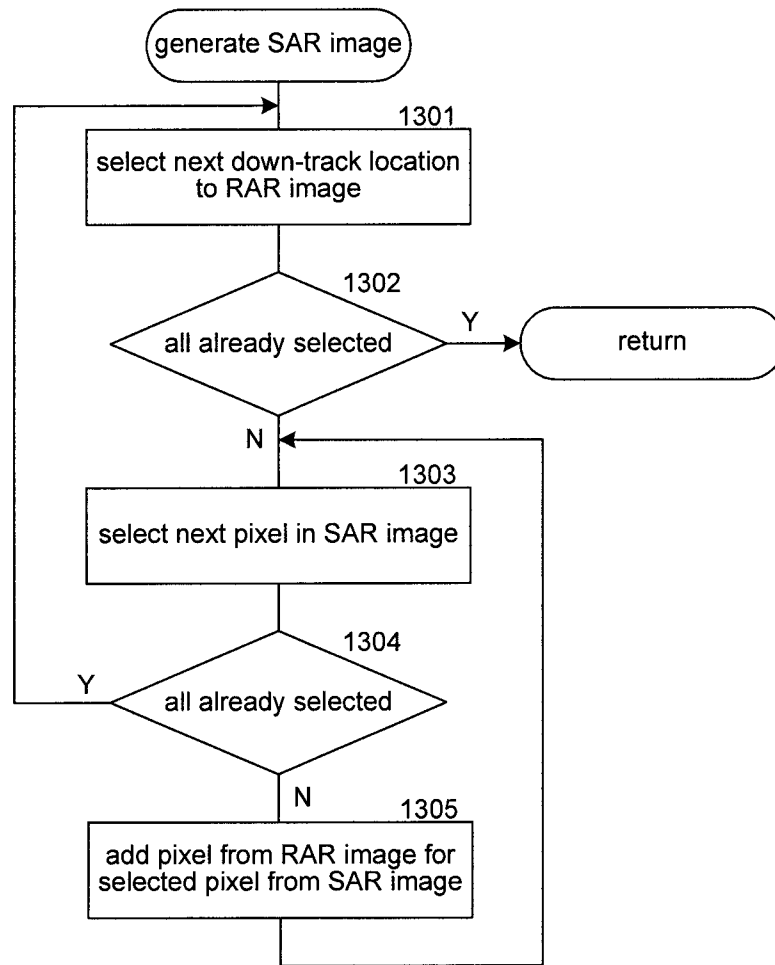 generate SAR image
1301
select next down-track location
to RAR image
1302
all already selected
Y
return
N
1303
select next pixel in SAR image
1304
Y
all already selected
N
1305
add pixel from RAR image for
selected pixel from SAR image